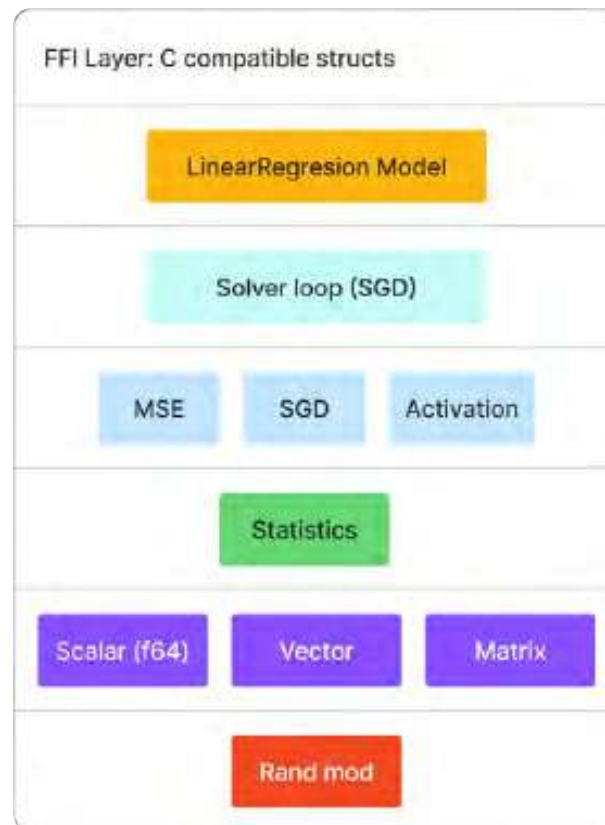 FFI Layer: C compatible structs
LinearRegresion Model
Solver loop (SGD)
MSE SGD Activation
Statistics
Scalar (f64) Vector Matrix
Rand mod